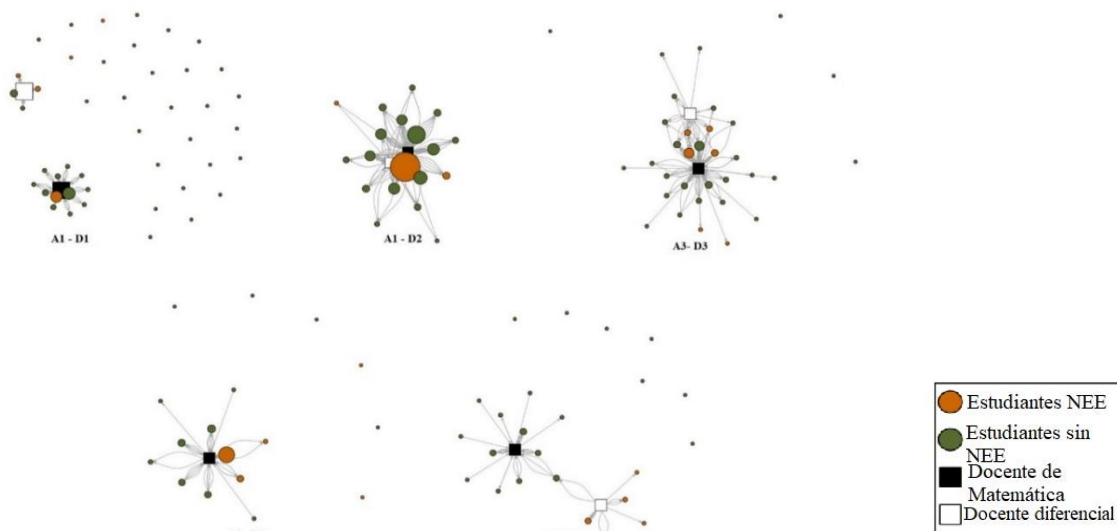 A1 - D1
A1 - D2
A3- D3
Estudiantes NEE
Estudiantes sin
NEE
Docente de
Matemática
Docente diferencial